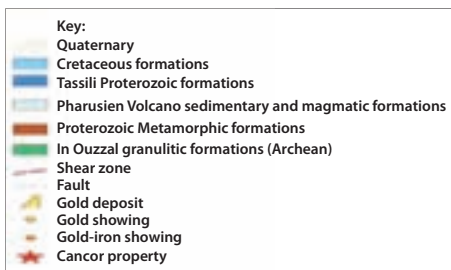 Key:
Quaternary
Cretaceous formations
Tassili Proterozoic formations
Pharusien Volcano sedimentary and magmatic formations
Proterozoic Metamorphic formations
In Ouzzal granulitic formations (Archean)
Shear zone
Fault
Gold deposit
Gold showing
Gold-iron showing
Cancor property